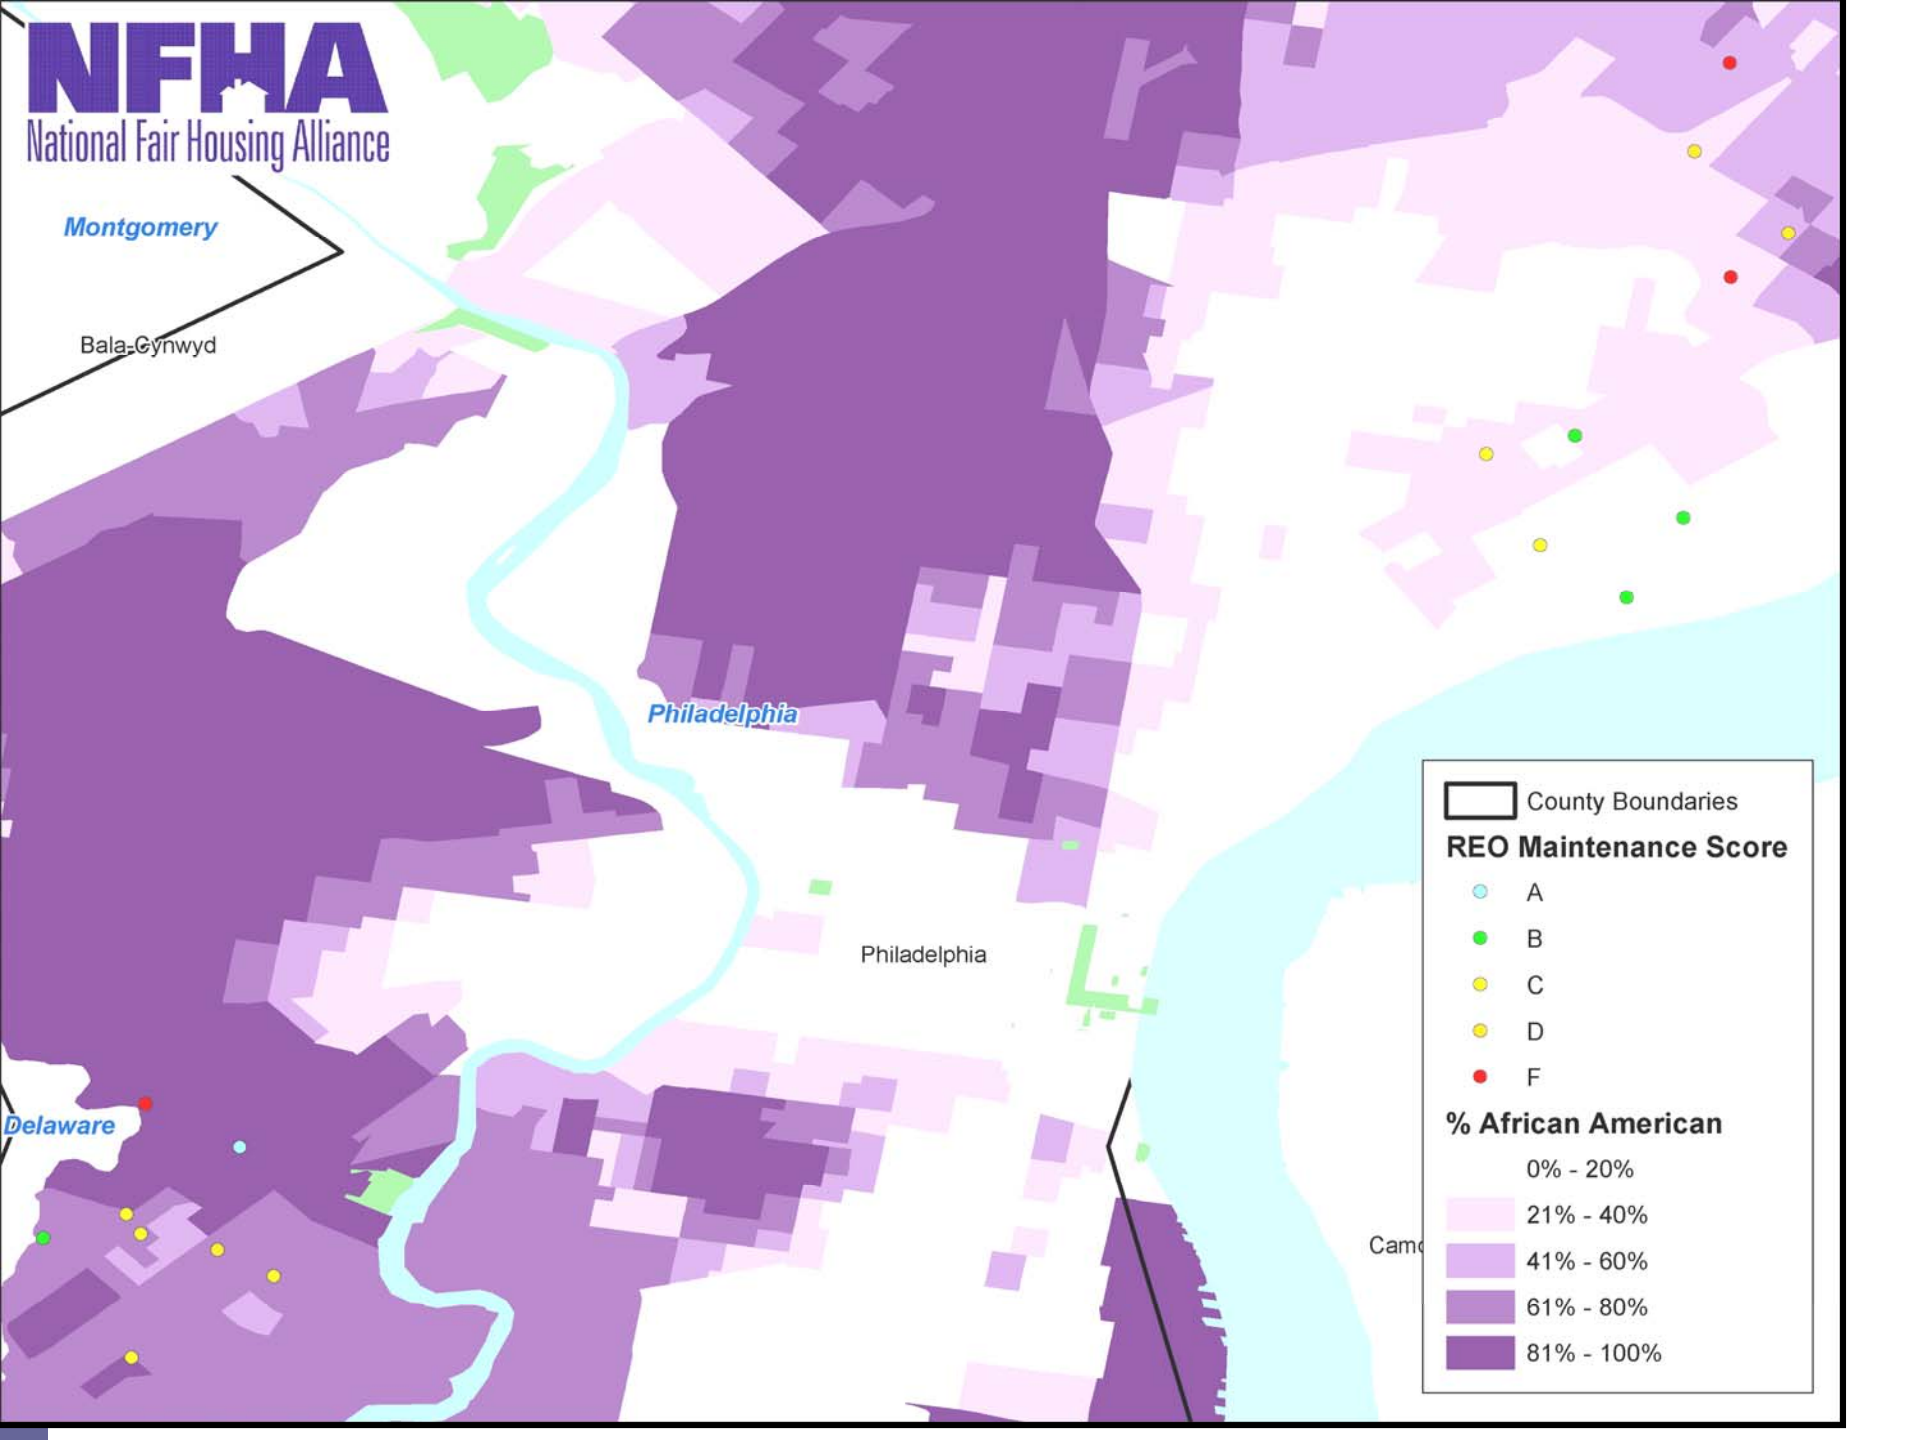 NFHA
National Fair Housing Alliance
Montgomery
Bala-Cynwyd
Philadelphia
Philadelphia
Delaware
Camd
County Boundaries
REO Maintenance Score
A
B
C
D
F
% African American
0% - 20%
21% - 40%
41% - 60%
61% - 80%
81% - 100%